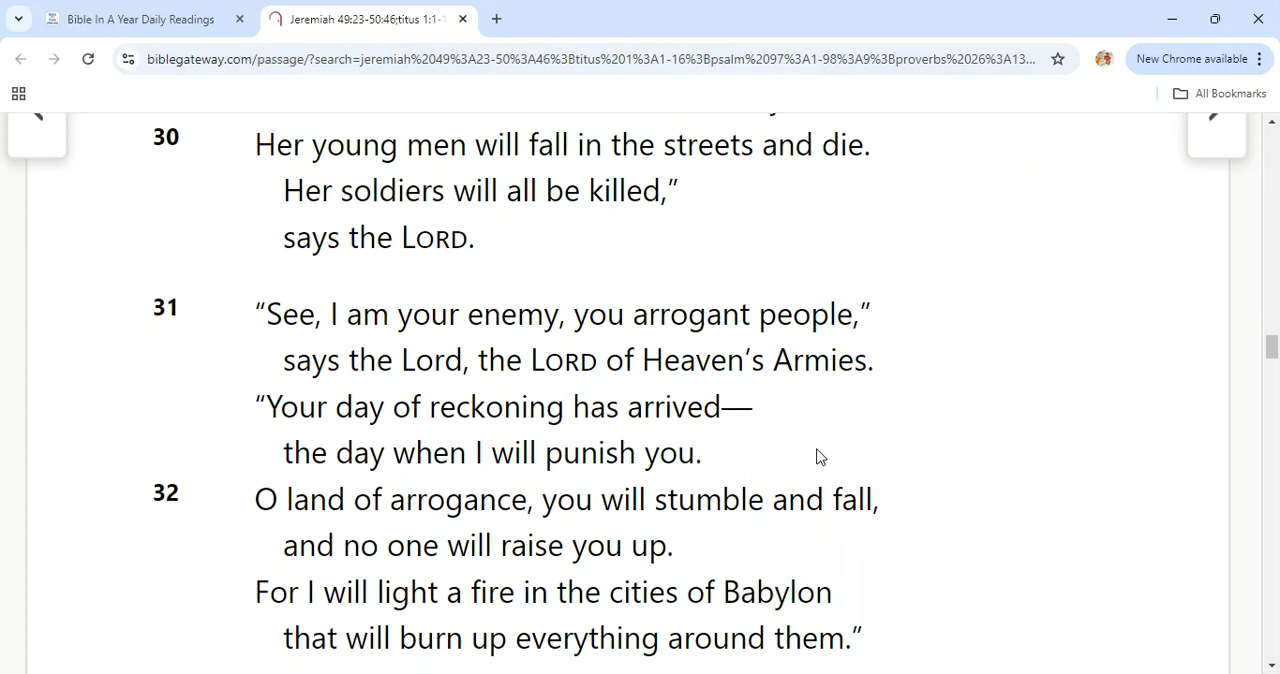 Bible In A Year Daily Readings
Jeremiah 49:23-50:46;titus 1:1-1
biblegateway.com/passage/?search=jeremiah%2049%3A23-50%3A46%3Btitus%201%3A1-16%3Bpsalm%2097%3A1-98%3A9%3Bproverbs%2026%3A13...
New Chrome available
All Bookmarks
30 Her young men will fall in the streets and die.
Her soldiers will all be killed,”
says the LORD.
31 “See, I am your enemy, you arrogant people,”
says the Lord, the LORD of Heaven’s Armies.
“Your day of reckoning has arrived—
the day when I will punish you.
32 O land of arrogance, you will stumble and fall,
and no one will raise you up.
For I will light a fire in the cities of Babylon
that will burn up everything around them.”